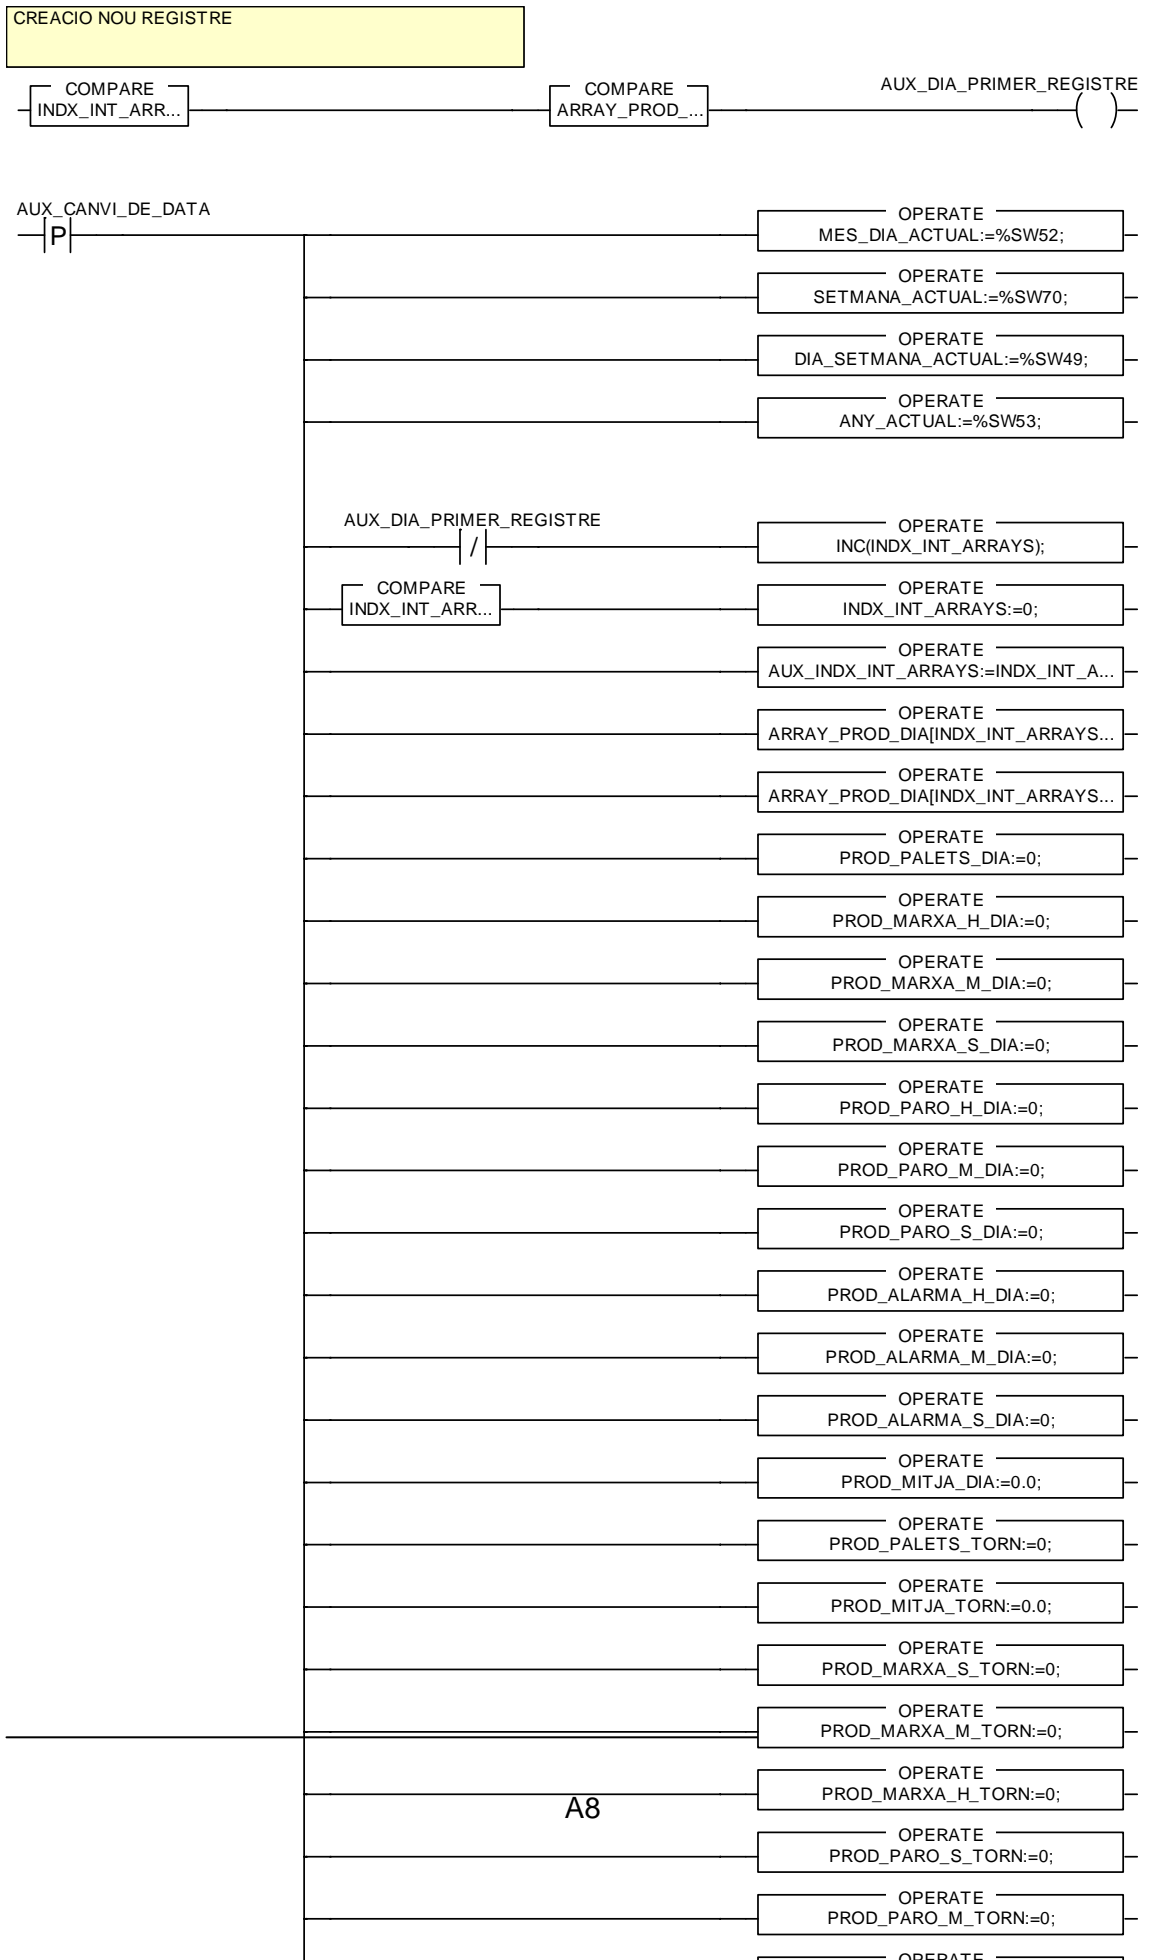 CREACIO NOU REGISTRE
COMPARE
INDX_INT_ARR...
COMPARE
ARRAY_PROD_...
AUX_DIA_PRIMER_REGISTRE
( )
AUX_CANVI_DE_DATA
P
OPERATE
MES_DIA_ACTUAL:=%SW52;
OPERATE
SETMANA_ACTUAL:=%SW70;
OPERATE
DIA_SETMANA_ACTUAL:=%SW49;
OPERATE
ANY_ACTUAL:=%SW53;
AUX_DIA_PRIMER_REGISTRE
/
OPERATE
INC(INDX_INT_ARRAYS);
COMPARE
INDX_INT_ARR...
OPERATE
INDX_INT_ARRAYS:=0;
OPERATE
AUX_INDX_INT_ARRAYS:=INDX_INT_A...
OPERATE
ARRAY_PROD_DIA[INDX_INT_ARRAYS...
OPERATE
ARRAY_PROD_DIA[INDX_INT_ARRAYS...
OPERATE
PROD_PALETS_DIA:=0;
OPERATE
PROD_MARXA_H_DIA:=0;
OPERATE
PROD_MARXA_M_DIA:=0;
OPERATE
PROD_MARXA_S_DIA:=0;
OPERATE
PROD_PARO_H_DIA:=0;
OPERATE
PROD_PARO_M_DIA:=0;
OPERATE
PROD_PARO_S_DIA:=0;
OPERATE
PROD_ALARMA_H_DIA:=0;
OPERATE
PROD_ALARMA_M_DIA:=0;
OPERATE
PROD_ALARMA_S_DIA:=0;
OPERATE
PROD_MITJA_DIA:=0.0;
OPERATE
PROD_PALETS_TORN:=0;
OPERATE
PROD_MITJA_TORN:=0.0;
OPERATE
PROD_MARXA_S_TORN:=0;
OPERATE
PROD_MARXA_M_TORN:=0;
OPERATE
PROD_MARXA_H_TORN:=0;
A8
OPERATE
PROD_PARO_S_TORN:=0;
OPERATE
PROD_PARO_M_TORN:=0;
OPERATE